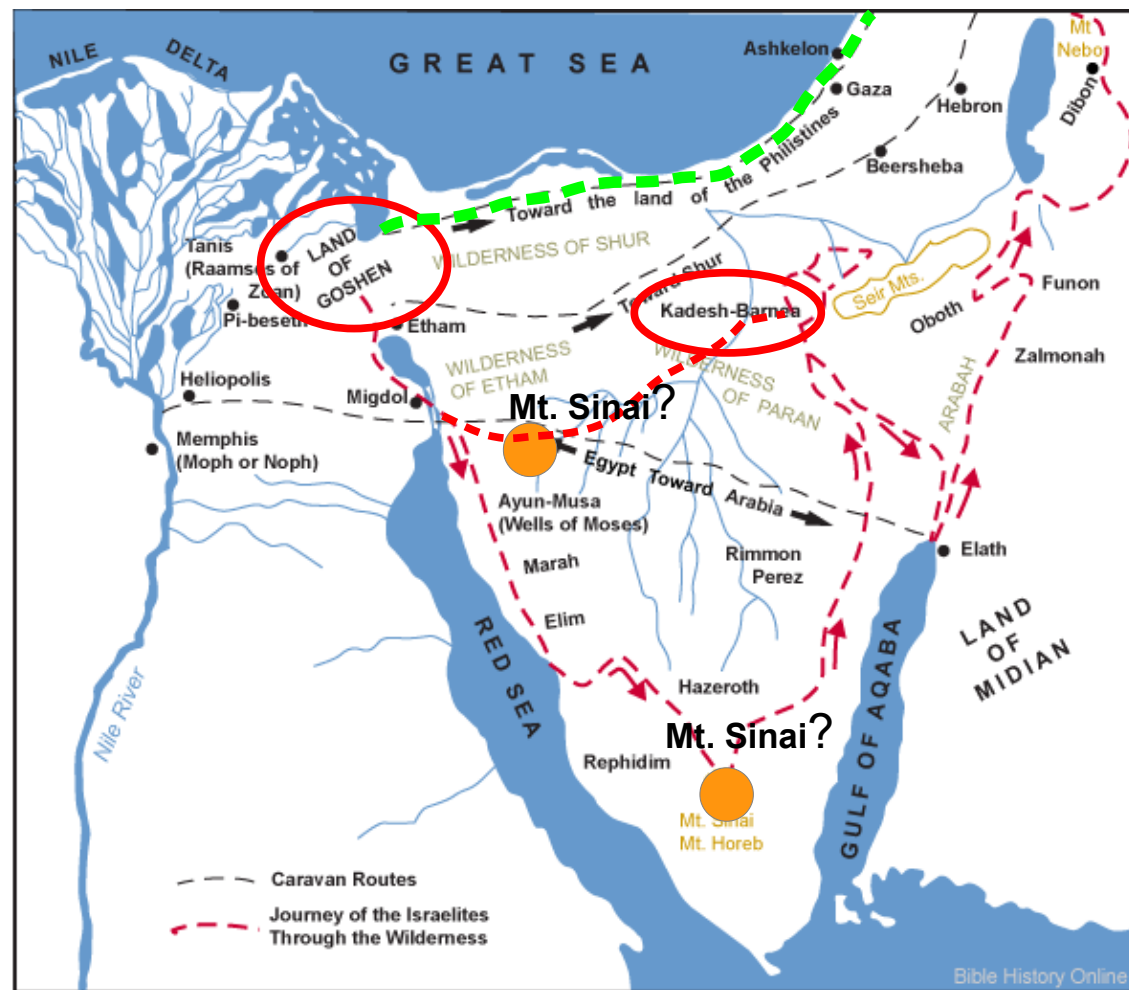 NILE DELTA
GREAT SEA
Ashkelon
Gaza
Mt
Nebo
Dibon
Hebron
Beersheba
Toward the land of the Philistines
WILDERNESS OF SHUR
Tanis
(Raamses of
Zoan)
LAND
OF
GOSHEN
Pi-beseth
Etham
Toward Shur
Kadesh-Barnea
Seir Mts.
Oboth
Funon
Zalmonah
WILDERNESS
OF ETHAM
WILDERNESS
OF PARAN
ARABAH
Heliopolis
Migdol
Mt. Sinai?
Memphis
(Moph or Noph)
Egypt Toward Arabia
Ayun-Musa
(Wells of Moses)
Marah
Elim
Rimmon
Perez
Elath
LAND
OF
MIDIAN
Nile River
RED SEA
GULF OF AQABA
Hazeroth
Mt. Sinai?
Rephidim
Mt. Sinai
Mt. Horeb
Caravan Routes
Journey of the Israelites
Through the Wilderness
Bible History Online